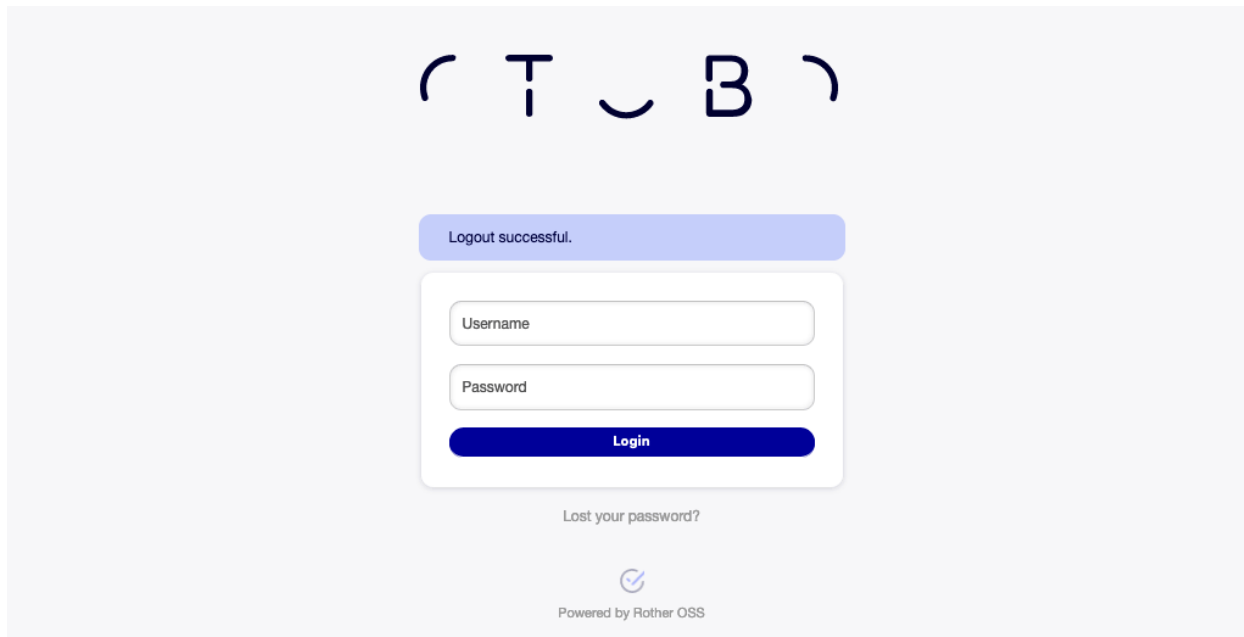 ( T ‿ B )
Logout successful.
Username
Password
Login
Lost your password?
Powered by Rother OSS